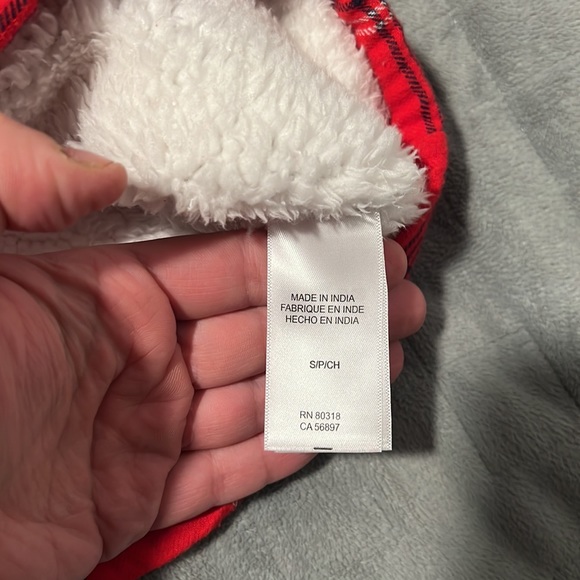 MADE IN INDIA
FABRIQUE EN INDE
HECHO EN INDIA
S/P/CH
RN 80318
CA 56897